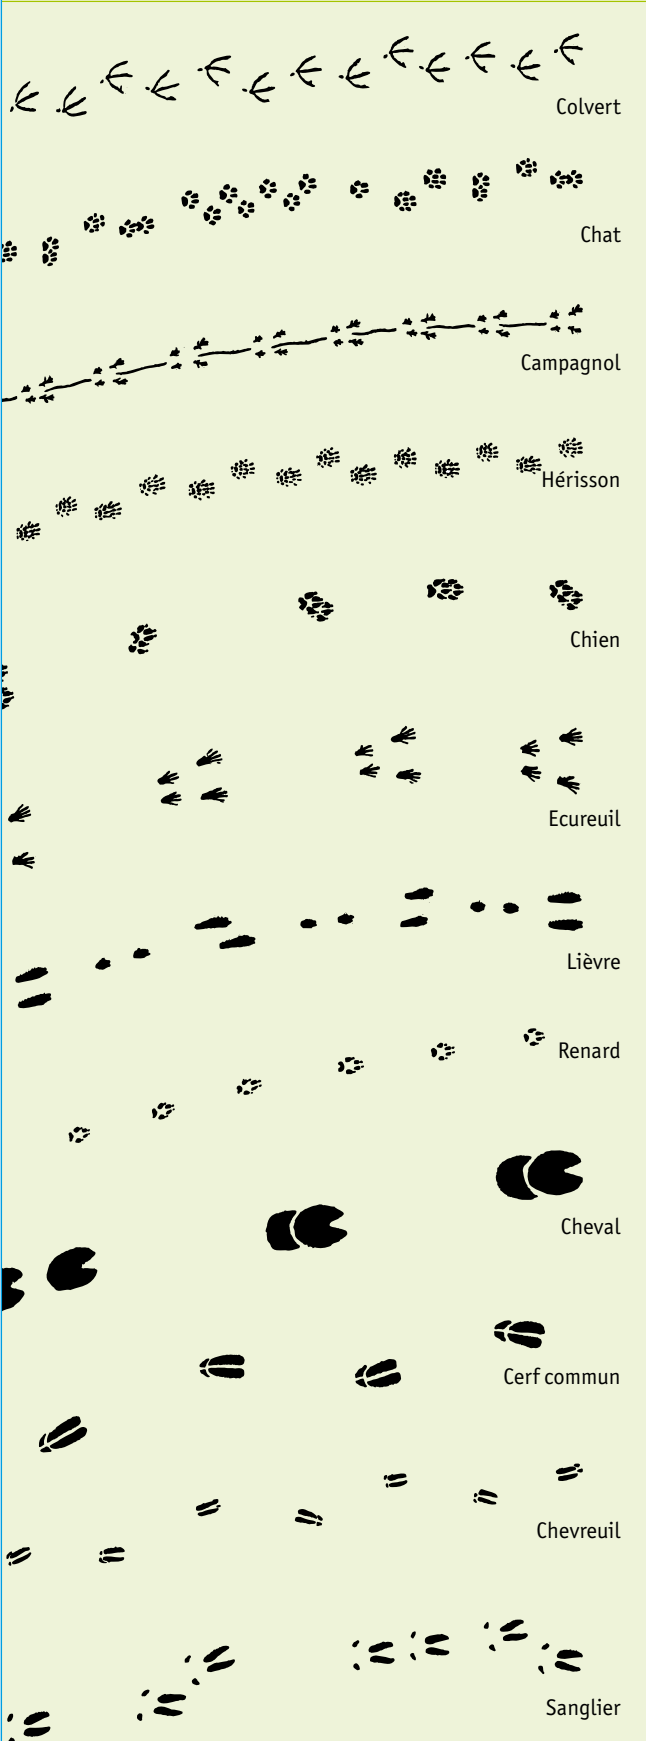 Colvert
Chat
Campagnol
Hérisson
Chien
Ecureuil
Lièvre
Renard
Cheval
Cerf commun
Chevreuil
Sanglier